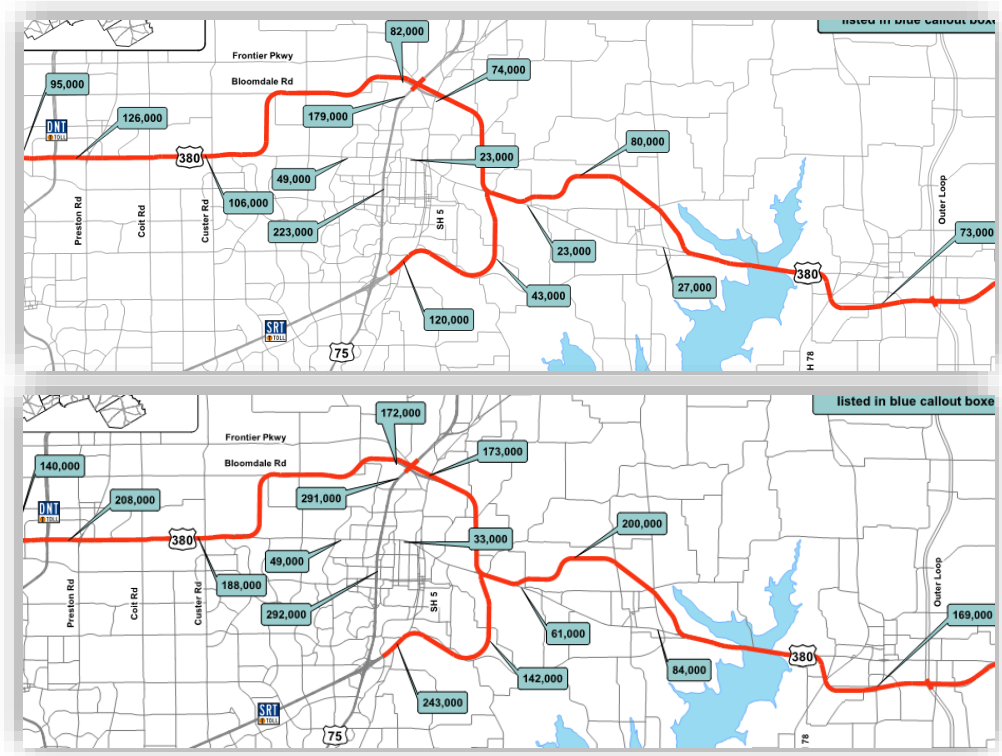 listed in blue callout boxe
82,000
Frontier Pkwy
74,000
Bloomdale Rd
95,000
179,000
126,000
DNT
TOLL
380
23,000
80,000
49,000
106,000
Preston Rd
Coit Rd
Custer Rd
SH 5
Outer Loop
223,000
73,000
23,000
380
27,000
43,000
120,000
SRT
TOLL
75
H 78
listed in blue callout boxe
172,000
Frontier Pkwy
173,000
Bloomdale Rd
140,000
291,000
208,000
DNT
TOLL
200,000
380
33,000
49,000
188,000
Preston Rd
Coit Rd
Custer Rd
SH 5
Outer Loop
292,000
169,000
61,000
380
84,000
142,000
243,000
SRT
TOLL
75
78